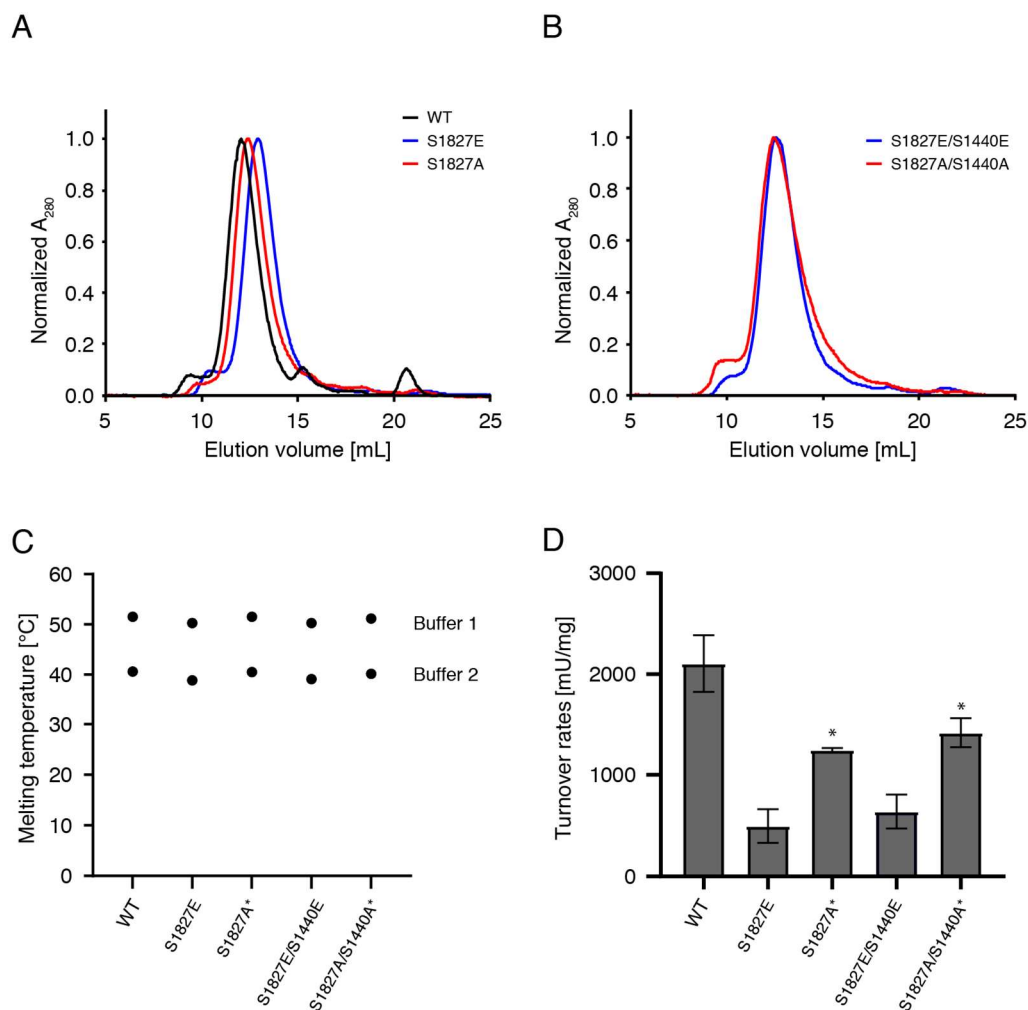 A
WT
S1827E
S1827A
Normalized A280
1.0
0.8
0.6
0.4
0.2
0.0
5 10 15 20 25
Elution volume [mL]
B
S1827E/S1440E
S1827A/S1440A
Normalized A280
1.0
0.8
0.6
0.4
0.2
0.0
5 10 15 20 25
Elution volume [mL]
C
Melting temperature [°C]
60
50
40
30
20
10
0
Buffer 1
Buffer 2
WT
S1827E
S1827A*
S1827E/S1440E
S1827A/S1440A*
D
Turnover rates [mU/mg]
3000
2000
1000
0
*
*
WT
S1827E
S1827A*
S1827E/S1440E
S1827A/S1440A*